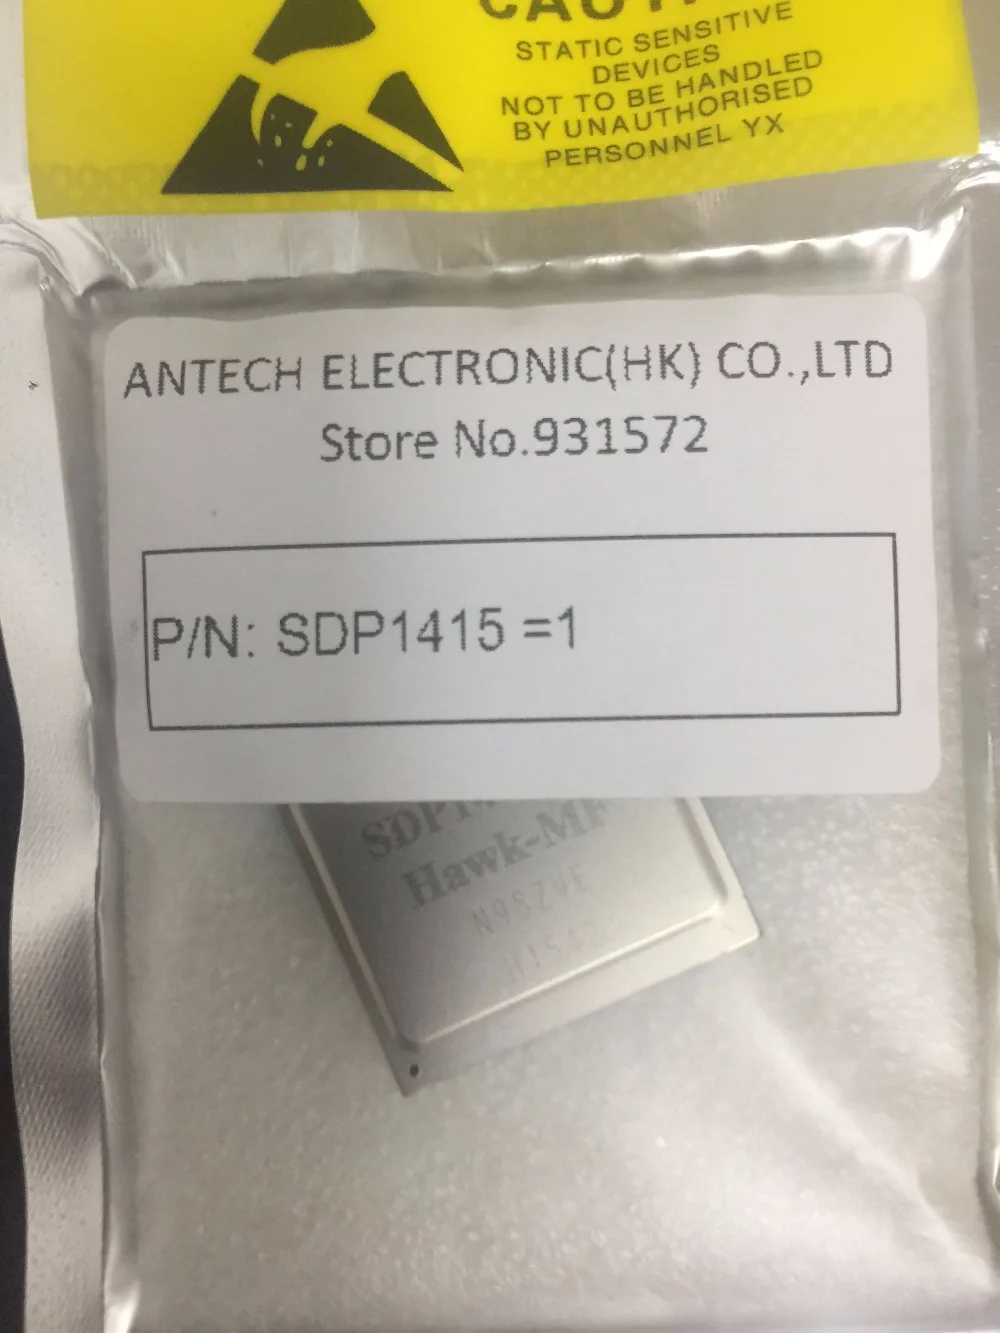 STATIC SENSITIVE
DEVICES
NOT TO BE HANDLED
BY UNAUTHORISED
PERSONNEL YX
ANTECH ELECTRONIC(HK) CO.,LTD
Store No.931572
P/N: SDP1415 =1